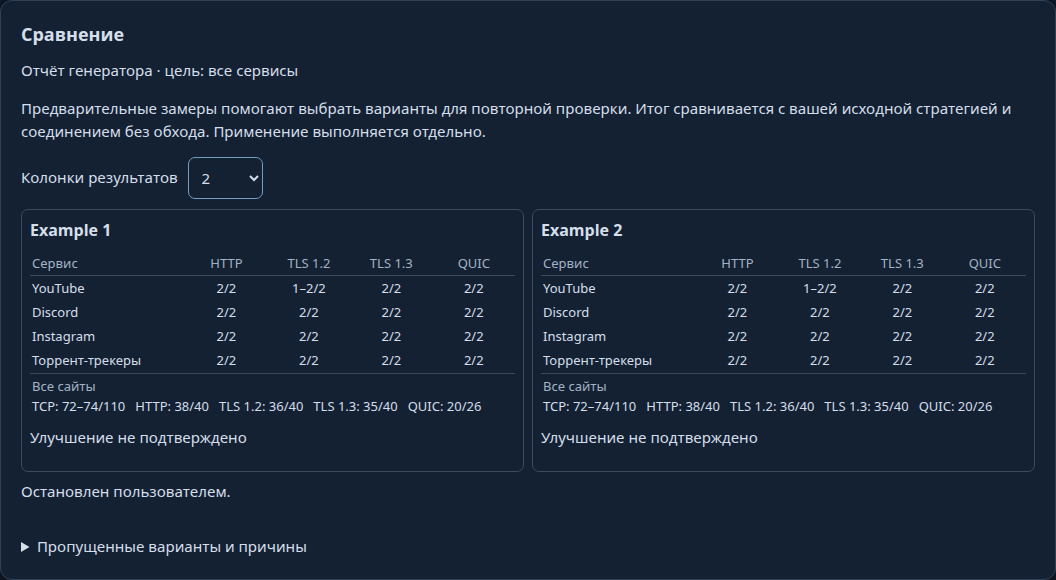 Сравнение
Отчёт генератора · цель: все сервисы
Предварительные замеры помогают выбрать варианты для повторной проверки. Итог сравнивается с вашей исходной стратегией и
соединением без обхода. Применение выполняется отдельно.
Колонки результатов 2
Example 1
Сервис HTTP TLS 1.2 TLS 1.3 QUIC
YouTube 2/2 1–2/2 2/2 2/2
Discord 2/2 2/2 2/2 2/2
Instagram 2/2 2/2 2/2 2/2
Торрент-трекеры 2/2 2/2 2/2 2/2
Все сайты
TCP: 72–74/110 HTTP: 38/40 TLS 1.2: 36/40 TLS 1.3: 35/40 QUIC: 20/26
Улучшение не подтверждено
Example 2
Сервис HTTP TLS 1.2 TLS 1.3 QUIC
YouTube 2/2 1–2/2 2/2 2/2
Discord 2/2 2/2 2/2 2/2
Instagram 2/2 2/2 2/2 2/2
Торрент-трекеры 2/2 2/2 2/2 2/2
Все сайты
TCP: 72–74/110 HTTP: 38/40 TLS 1.2: 36/40 TLS 1.3: 35/40 QUIC: 20/26
Улучшение не подтверждено
Остановлен пользователем.
Пропущенные варианты и причины